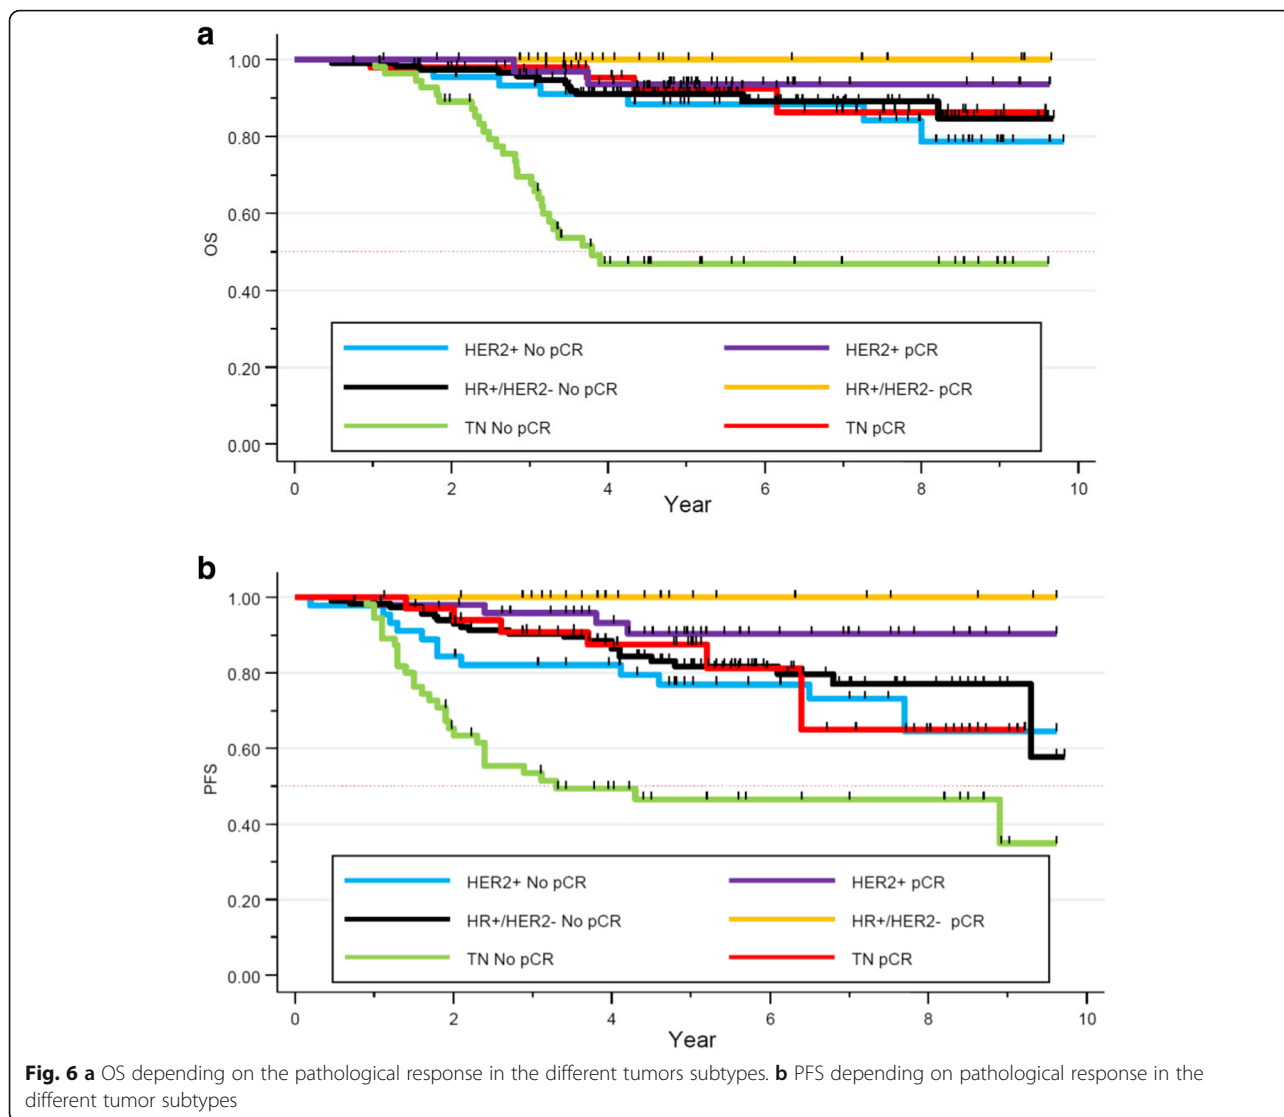 a
1.00
0.80
0.60
OS
0.40
0.20
0.00
HER2+ No pCR
HER2+ pCR
HR+/HER2- No pCR
HR+/HER2- pCR
TN No pCR
TN pCR
0 2 4 6 8 10
Year
b
1.00
0.80
0.60
PFS
0.40
0.20
0.00
HER2+ No pCR
HER2+ pCR
HR+/HER2- No pCR
HR+/HER2- pCR
TN No pCR
TN pCR
0 2 4 6 8 10
Year
Fig. 6 a OS depending on the pathological response in the different tumors subtypes. b PFS depending on pathological response in the
different tumor subtypes